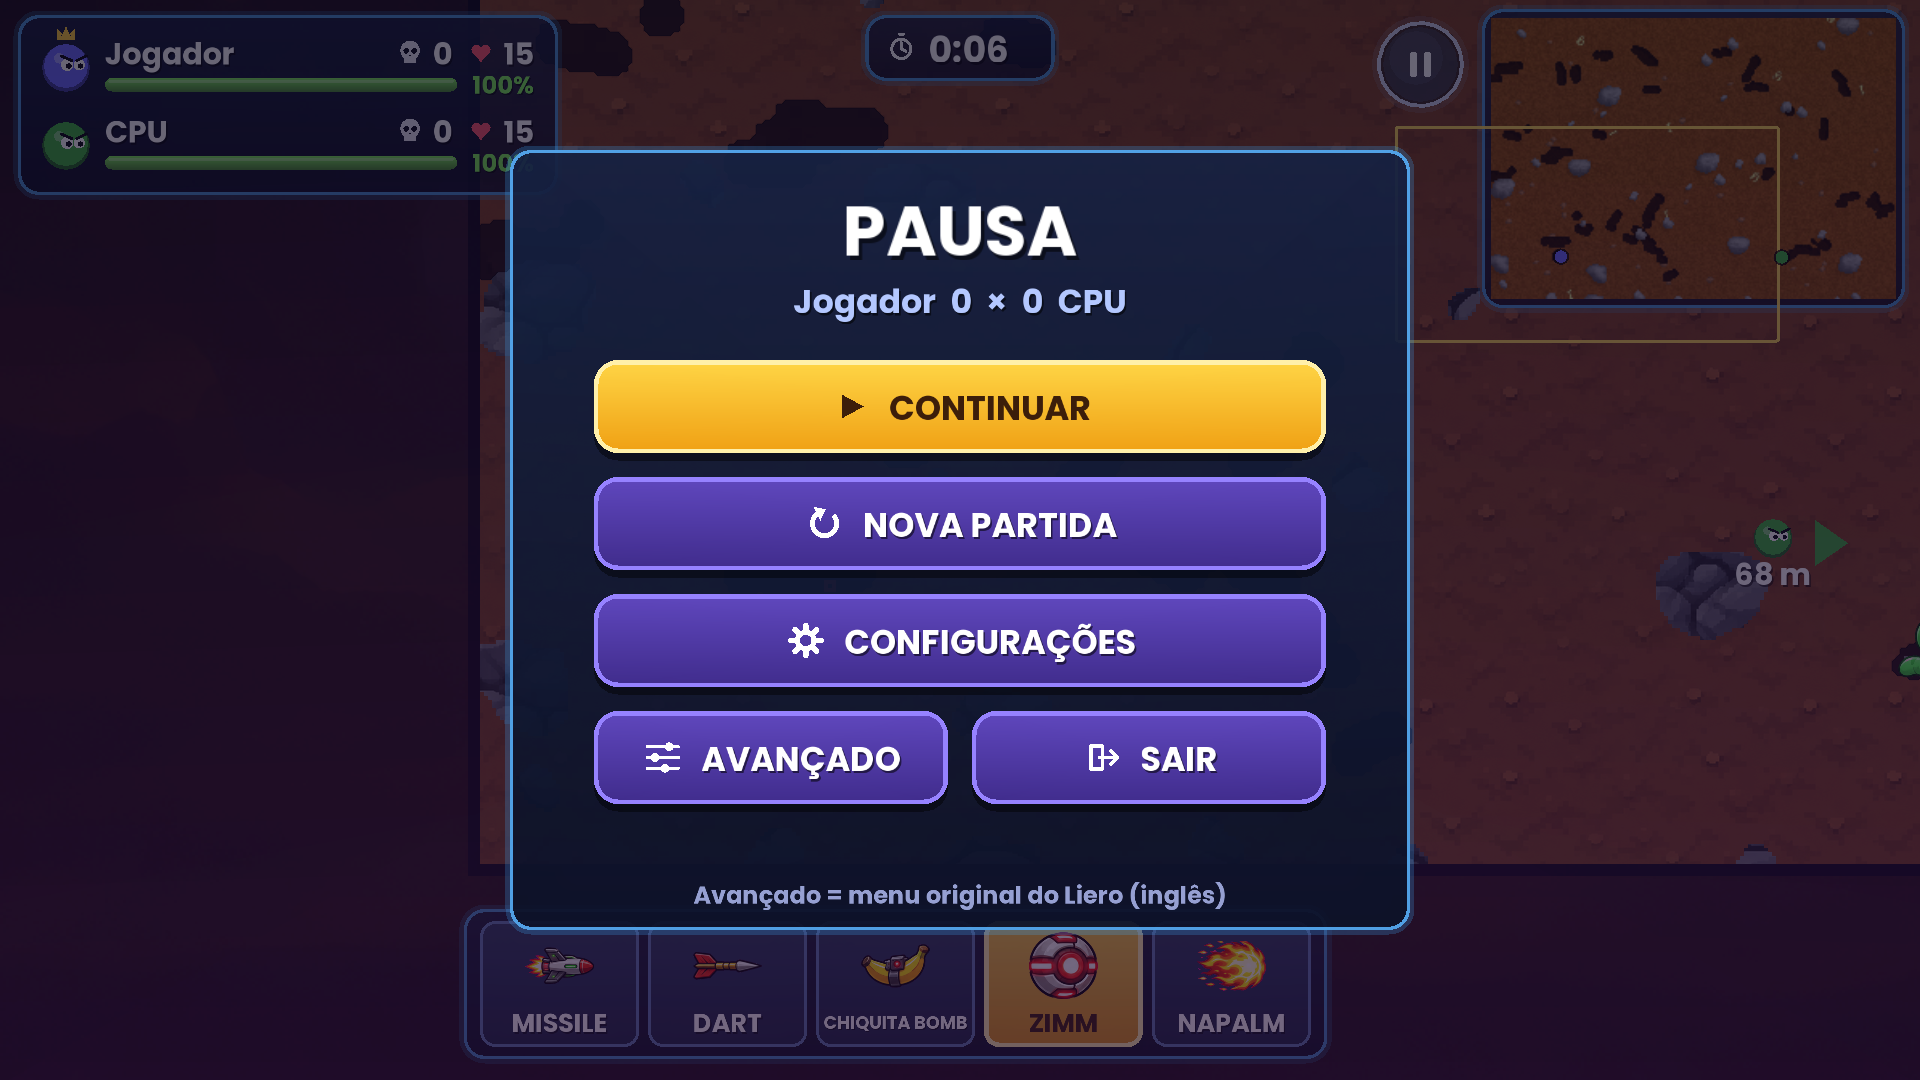 Jogador 0 15
100%
CPU 0 15
100
0:06
PAUSA
Jogador 0 × 0 CPU
CONTINUAR
NOVA PARTIDA
CONFIGURAÇÕES
AVANÇADO
SAIR
Avançado = menu original do Liero (inglês)
68 m
MISSILE
DART
CHIQUITA BOMB
ZIMM
NAPALM